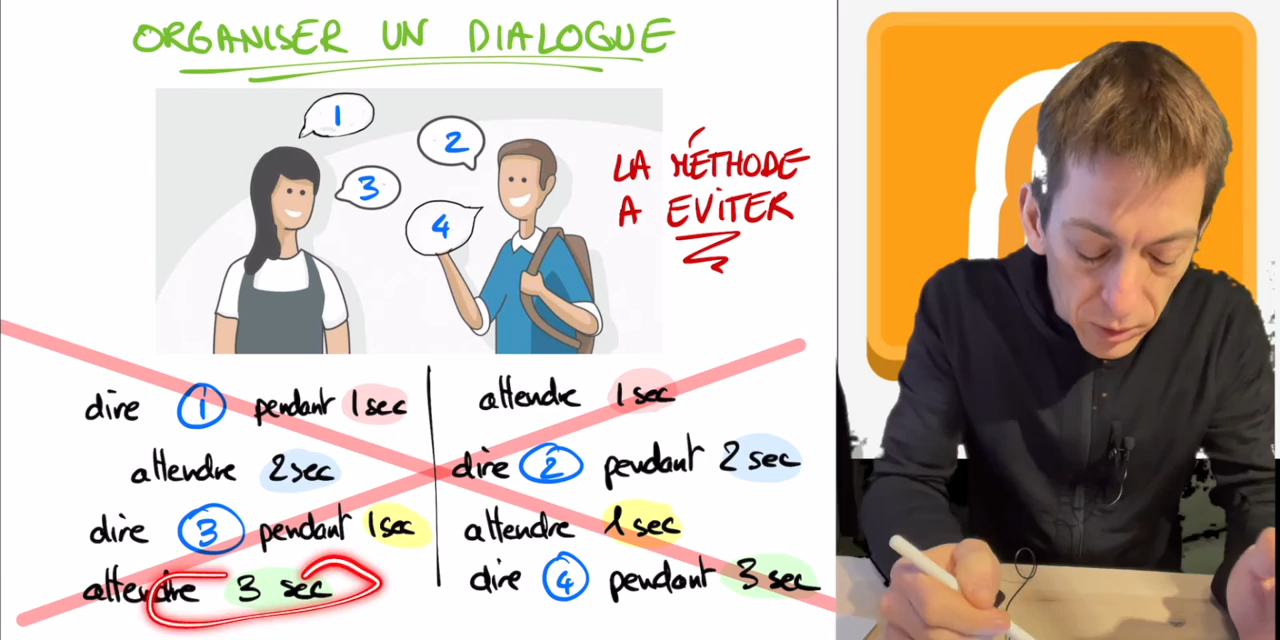 ORGANISER UN DIALOGUE
1
2
3
4
LA MÉTHODE
A EVITER
dire 1 pendant 1 sec
attendre 2 sec
dire 3 pendant 1 sec
attendre 3 sec
attendre 1 sec
dire 2 pendant 2 sec
attendre 1 sec
dire 4 pendant 3 sec